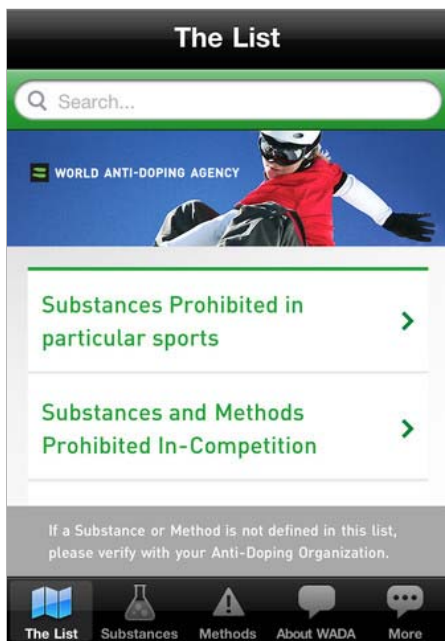 The List
Search...
WORLD ANTI-DOPING AGENCY
Substances Prohibited in
particular sports
Substances and Methods
Prohibited In-Competition
If a Substance or Method is not defined in this list,
please verify with your Anti-Doping Organization.
The List Substances Methods About WADA More